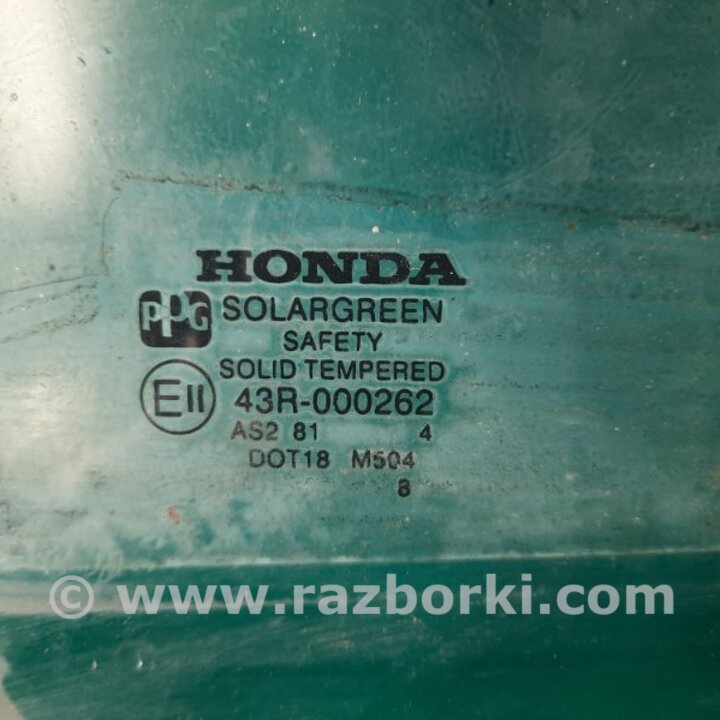 HONDA
PPG SOLARGREEN
SAFETY
SOLID TEMPERED
E11 43R-000262
AS2 81 4
DOT18 M504
8
© www.razborki.com